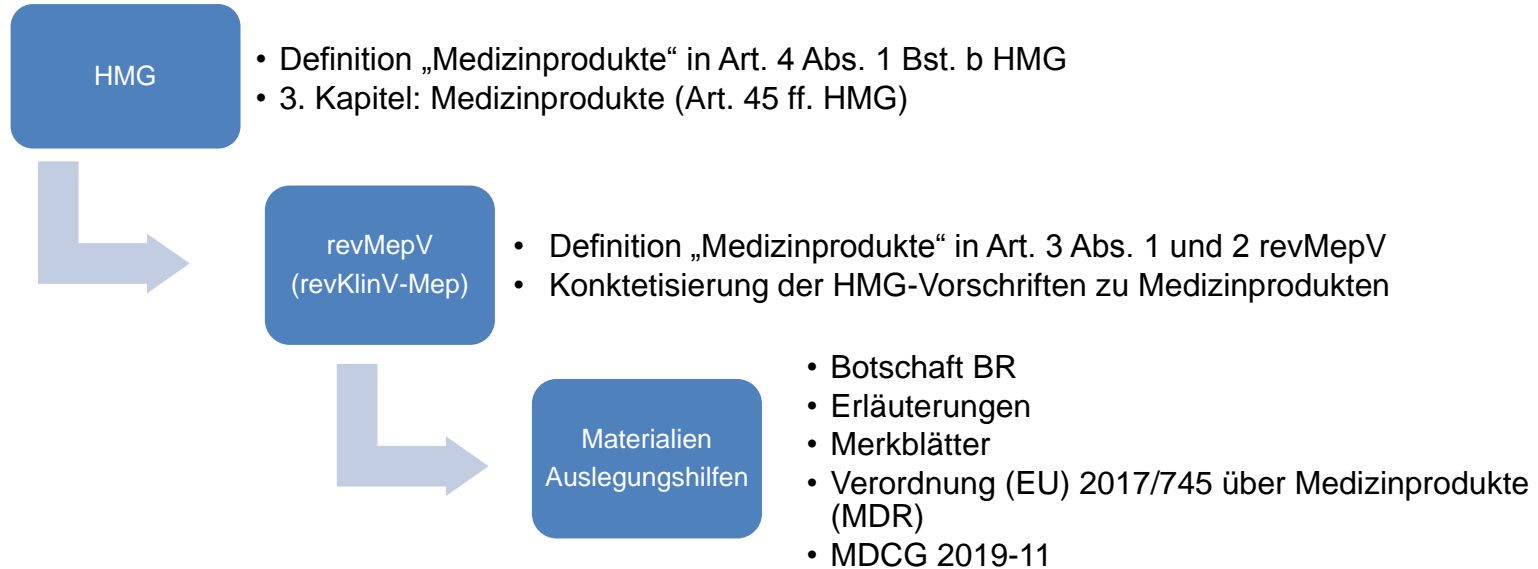 HMG
• Definition „Medizinprodukte“ in Art. 4 Abs. 1 Bst. b HMG
• 3. Kapitel: Medizinprodukte (Art. 45 ff. HMG)
revMepV
(revKlinV-Mep)
• Definition „Medizinprodukte“ in Art. 3 Abs. 1 und 2 revMepV
• Konktetisierung der HMG-Vorschriften zu Medizinprodukten
Materialien
Auslegungshilfen
• Botschaft BR
• Erläuterungen
• Merkblätter
• Verordnung (EU) 2017/745 über Medizinprodukte
(MDR)
• MDCG 2019-11